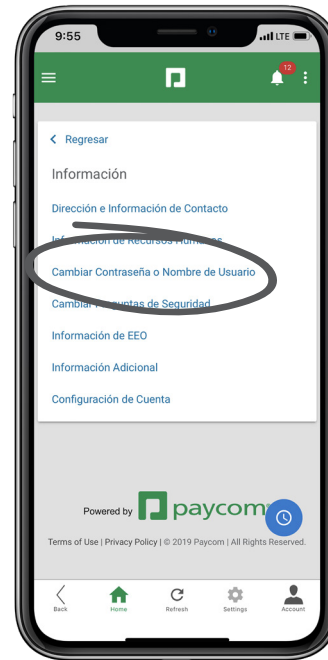 9:55
LTE
12
Regresar
Información
Dirección e Información de Contacto
Información de Recursos Humanos
Cambiar Contraseña o Nombre de Usuario
Cambiar Preguntas de Seguridad
Información de EEO
Información Adicional
Configuración de Cuenta
Powered by paycom
Terms of Use | Privacy Policy | © 2019 Paycom | All Rights Reserved.
Back Home Refresh Settings Account